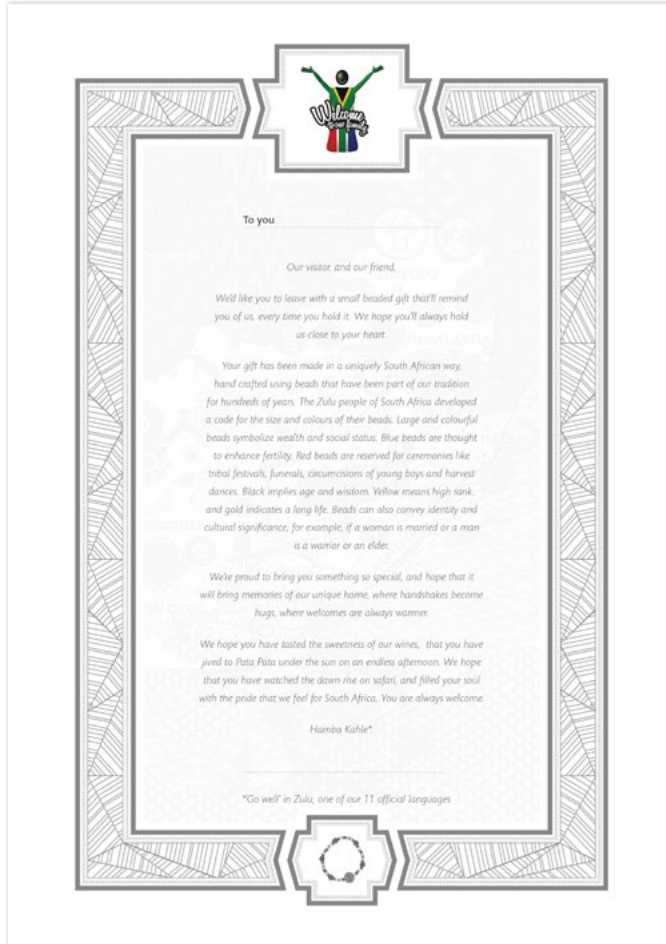 Welcome
to our family
To you
Our visitor, and our friend,
We'd like you to leave with a small beaded gift that'll remind
you of us, every time you hold it. We hope you'll always hold
us close to your heart.
Your gift has been made in a uniquely South African way,
hand crafted using beads that have been part of our tradition
for hundreds of years. The Zulu people of South Africa developed
a code for the size and colours of their beads. Large and colourful
beads symbolize wealth and social status. Blue beads are thought
to enhance fertility. Red beads are reserved for ceremonies like
tribal festivals, funerals, circumcisions of young boys and harvest
dances. Black implies age and wisdom. Yellow means high rank,
and gold indicates a long life. Beads can also convey identity and
cultural significance, for example, if a woman is married or a man
is a warrior or an elder.
We're proud to bring you something so special, and hope that it
will bring memories of our unique home, where handshakes become
hugs, where welcomes are always warmer.
We hope you have tasted the sweetness of our wines, that you have
jived to Pata Pata under the sun on an endless afternoon. We hope
that you have watched the dawn rise on safari, and filled your soul
with the pride that we feel for South Africa. You are always welcome.
Hamba Kahle*.
*'Go well' in Zulu, one of our 11 official languages